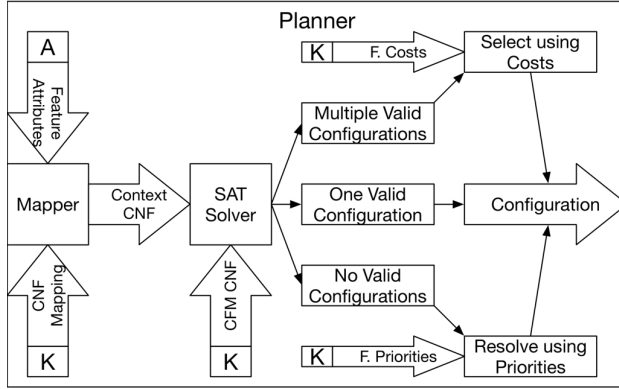 Planner
A
Feature
Attributes
Mapper
Mapping
CNF
K
Context
CNF
SAT
Solver
CFM CNF
K
K
F. Costs
Select using
Costs
Multiple Valid
Configurations
One Valid
Configuration
Configuration
No Valid
Configurations
K
F. Priorities
Resolve using
Priorities